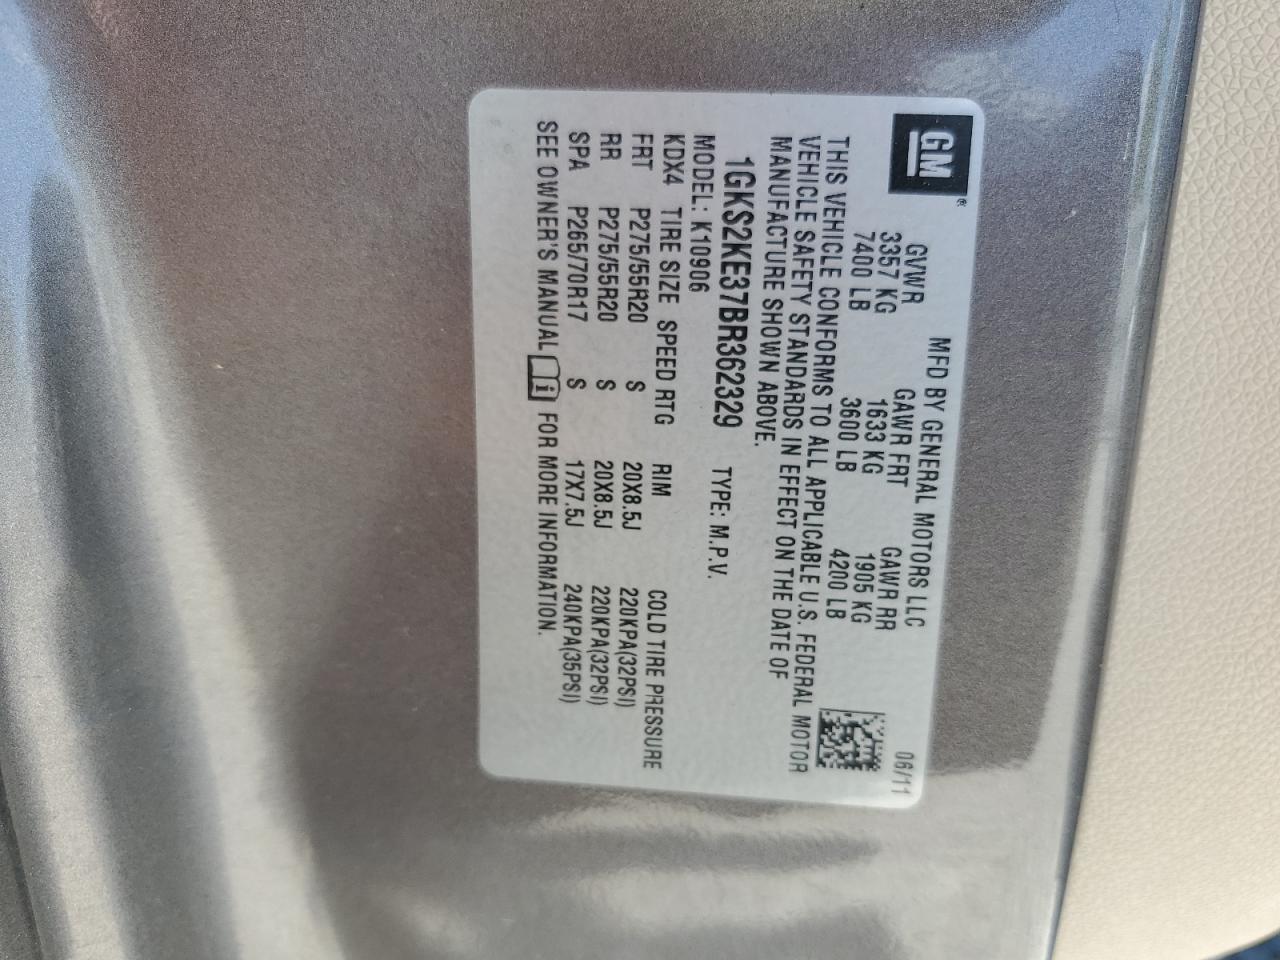 GM®
MFD BY GENERAL MOTORS LLC 06/11
GVWR GAWR FRT GAWR RR
3357 KG 1633 KG 1905 KG
7400 LB 3600 LB 4200 LB
THIS VEHICLE CONFORMS TO ALL APPLICABLE U.S. FEDERAL MOTOR
VEHICLE SAFETY STANDARDS IN EFFECT ON THE DATE OF
MANUFACTURE SHOWN ABOVE.
1GKS2KE37BR362329 TYPE: M.P.V.
MODEL: K10906
KDX4 TIRE SIZE SPEED RTG RIM COLD TIRE PRESSURE
FRT P275/55R20 S 20X8.5J 220KPA(32PSI)
RR P275/55R20 S 20X8.5J 220KPA(32PSI)
SPA P265/70R17 S 17X7.5J 240KPA(35PSI)
SEE OWNER'S MANUAL i FOR MORE INFORMATION.